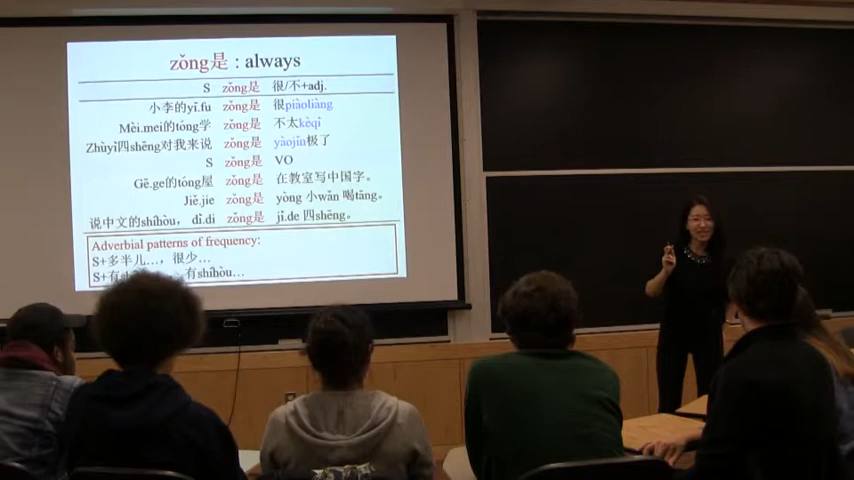 zǒng是 : always
S zǒng是 很/不+adj.
小李的yī.fu zǒng是 很piàoliàng
Mèi.mei的tóng学 zǒng是 不太kèqì
Zhùyì四shēng对我来说 zǒng是 yàojǐn极了
S zǒng是 VO
Gē.ge的tóng屋 zǒng是 在教室写中国字。
Jiě.jie zǒng是 yòng 小wǎn 喝tāng。
说中文的shíhòu， dì.di zǒng是 jì.de 四shēng。
Adverbial patterns of frequency:
S+多半儿…，很少…
S+有 有shíhòu…